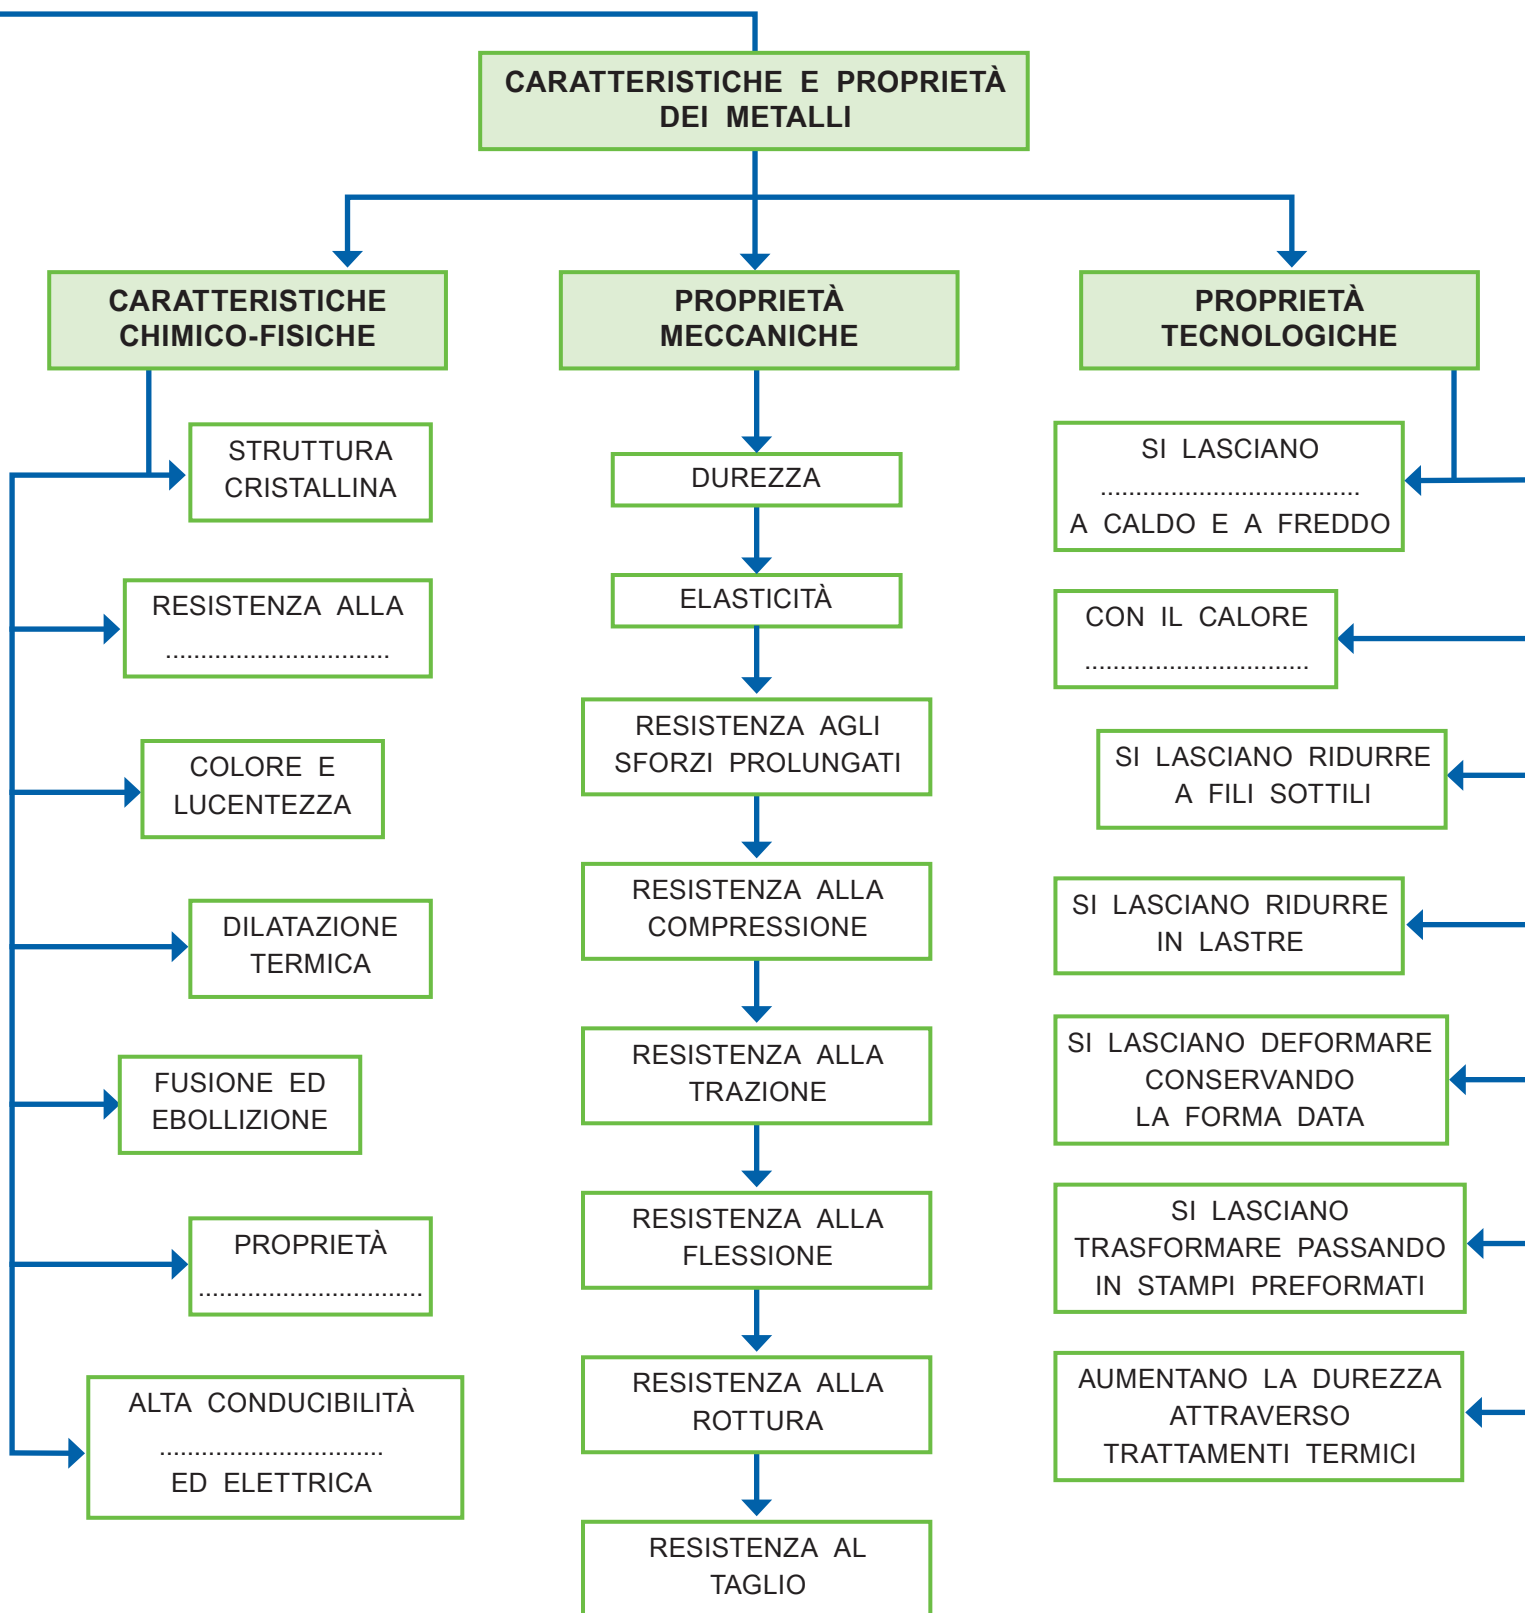 CARATTERISTICHE E PROPRIETÀ
DEI METALLI
CARATTERISTICHE
CHIMICO-FISICHE
STRUTTURA
CRISTALLINA
RESISTENZA ALLA
................................
COLORE E
LUCENTEZZA
DILATAZIONE
TERMICA
FUSIONE ED
EBOLLIZIONE
PROPRIETÀ
................................
ALTA CONDUCIBILITÀ
................................
ED ELETTRICA
PROPRIETÀ
MECCANICHE
DUREZZA
ELASTICITÀ
RESISTENZA AGLI
SFORZI PROLUNGATI
RESISTENZA ALLA
COMPRESSIONE
RESISTENZA ALLA
TRAZIONE
RESISTENZA ALLA
FLESSIONE
RESISTENZA ALLA
ROTTURA
RESISTENZA AL
TAGLIO
PROPRIETÀ
TECNOLOGICHE
SI LASCIANO
.....................................
A CALDO E A FREDDO
CON IL CALORE
................................
SI LASCIANO RIDURRE
A FILI SOTTILI
SI LASCIANO RIDURRE
IN LASTRE
SI LASCIANO DEFORMARE
CONSERVANDO
LA FORMA DATA
SI LASCIANO
TRASFORMARE PASSANDO
IN STAMPI PREFORMATI
AUMENTANO LA DUREZZA
ATTRAVERSO
TRATTAMENTI TERMICI